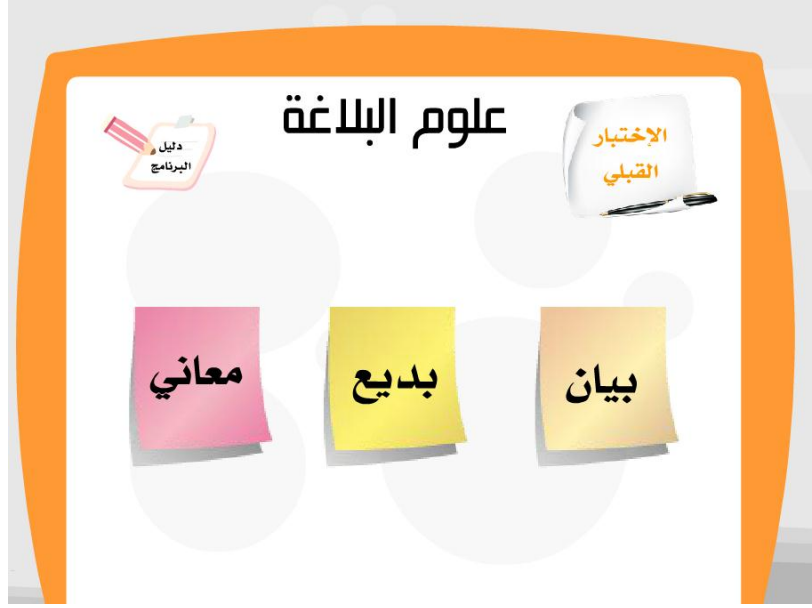 علوم البلاغة
الإختبار
القبلي
دليل
البرنامج
بيان
بديع
معاني